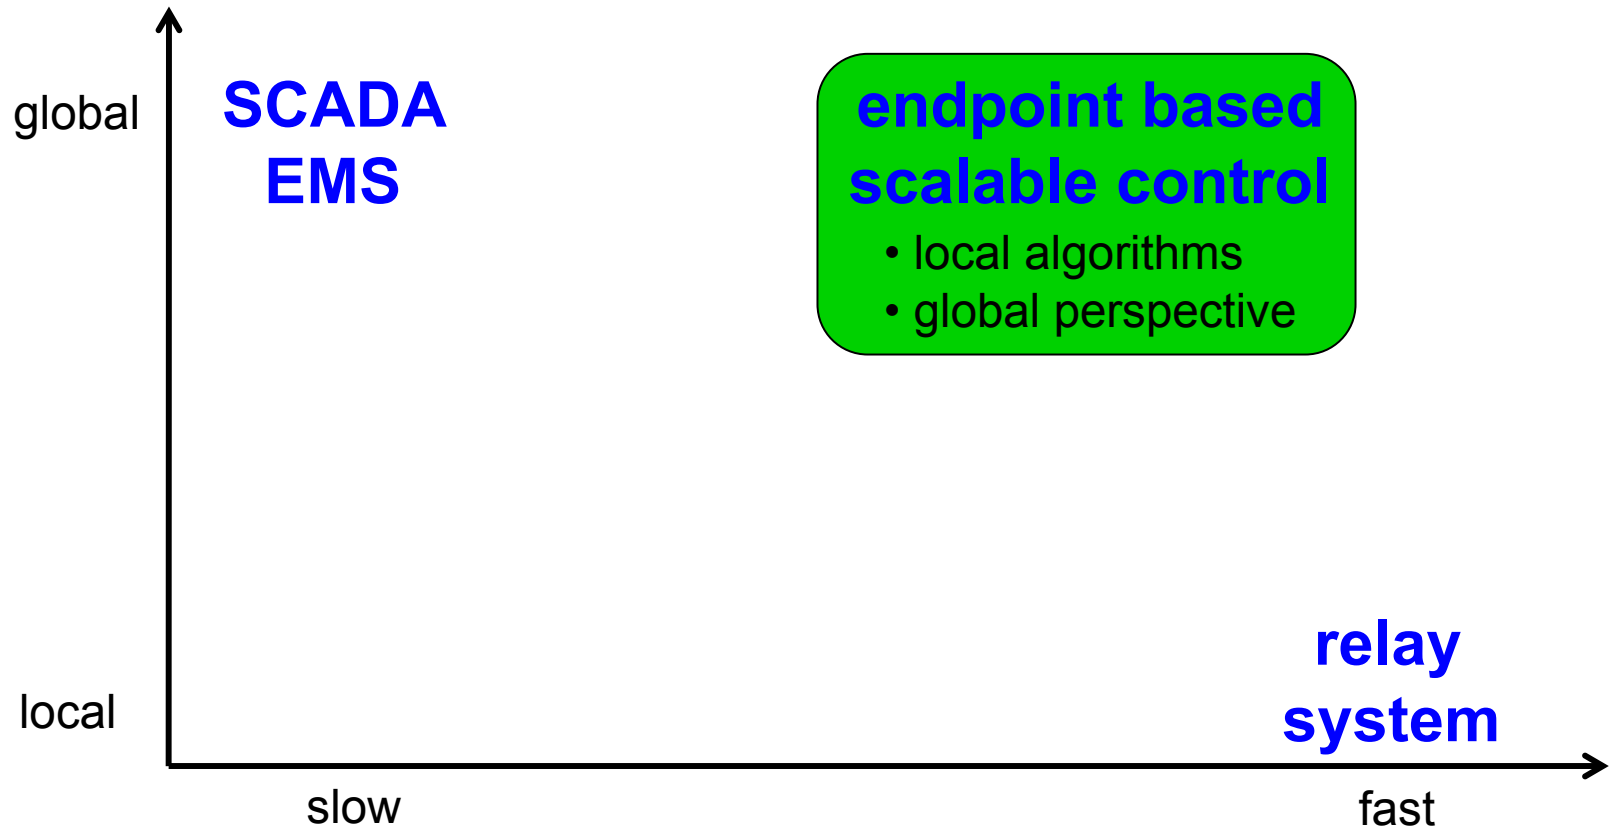 global
SCADA
EMS
endpoint based
scalable control
• local algorithms
• global perspective
relay
system
local
slow
fast